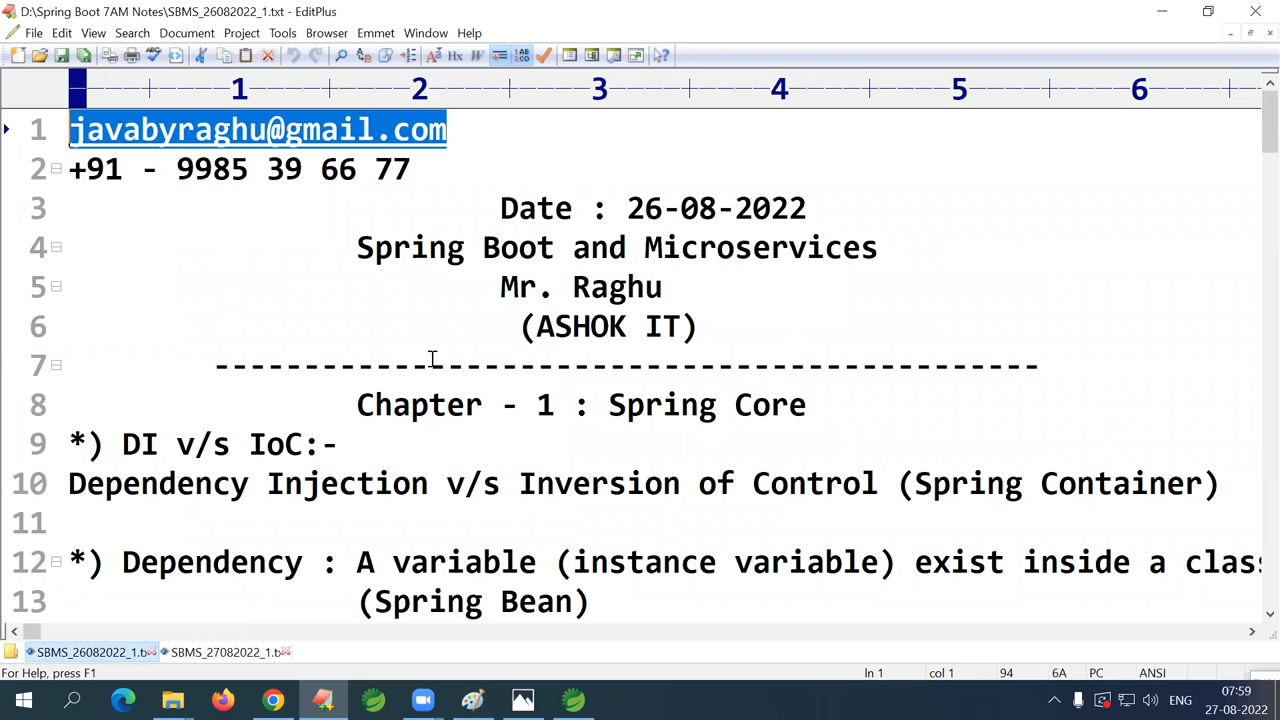 D:\Spring Boot 7AM Notes\SBMS_26082022_1.txt - EditPlus
File Edit View Search Document Project Tools Browser Emmet Window Help
1 2 3 4 5 6
1 javabyraghu@gmail.com
2 +91 - 9985 39 66 77
3 Date : 26-08-2022
4 Spring Boot and Microservices
5 Mr. Raghu
6 (ASHOK IT)
7 ----------------------------------------------
8 Chapter - 1 : Spring Core
9 *) DI v/s IoC:-
10 Dependency Injection v/s Inversion of Control (Spring Container)
11
12 *) Dependency : A variable (instance variable) exist inside a clas
13 (Spring Bean)
SBMS_26082022_1.t SBMS_27082022_1.t
For Help, press F1 ln 1 col 1 94 6A PC ANSI
ENG 07:59
27-08-2022